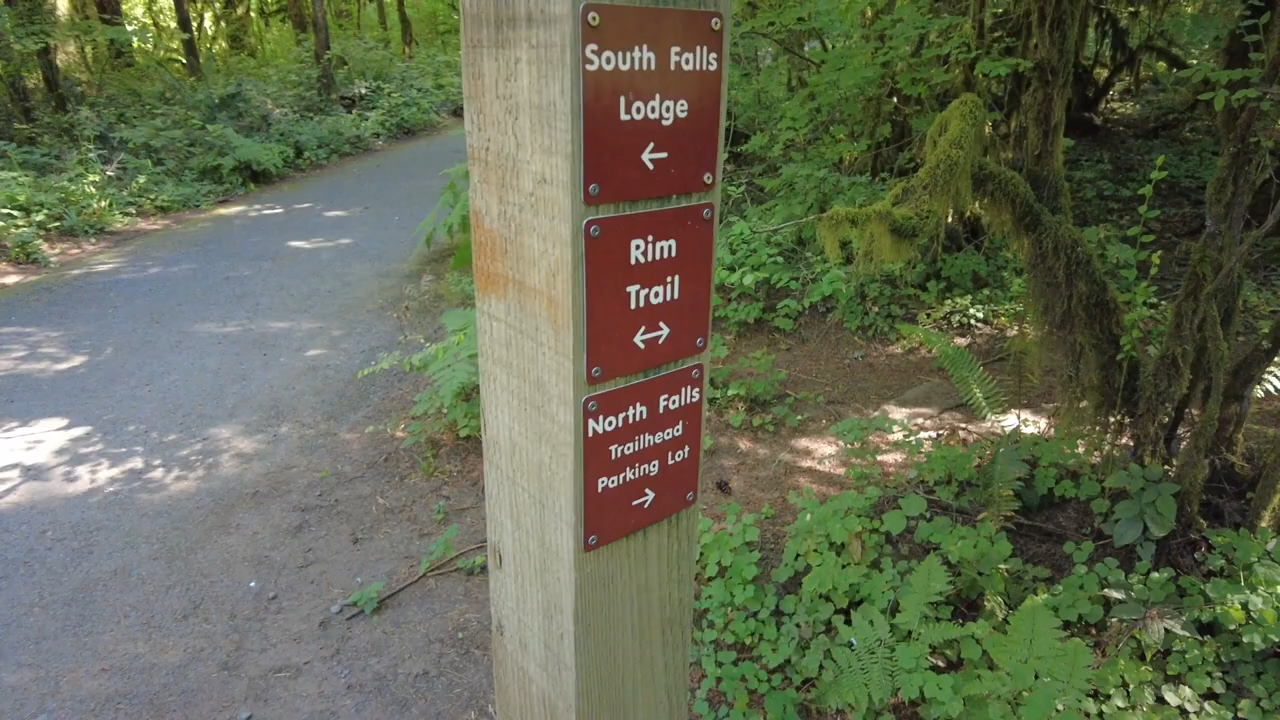 South Falls
Lodge
←
Rim
Trail
↔
North Falls
Trailhead
Parking Lot
→